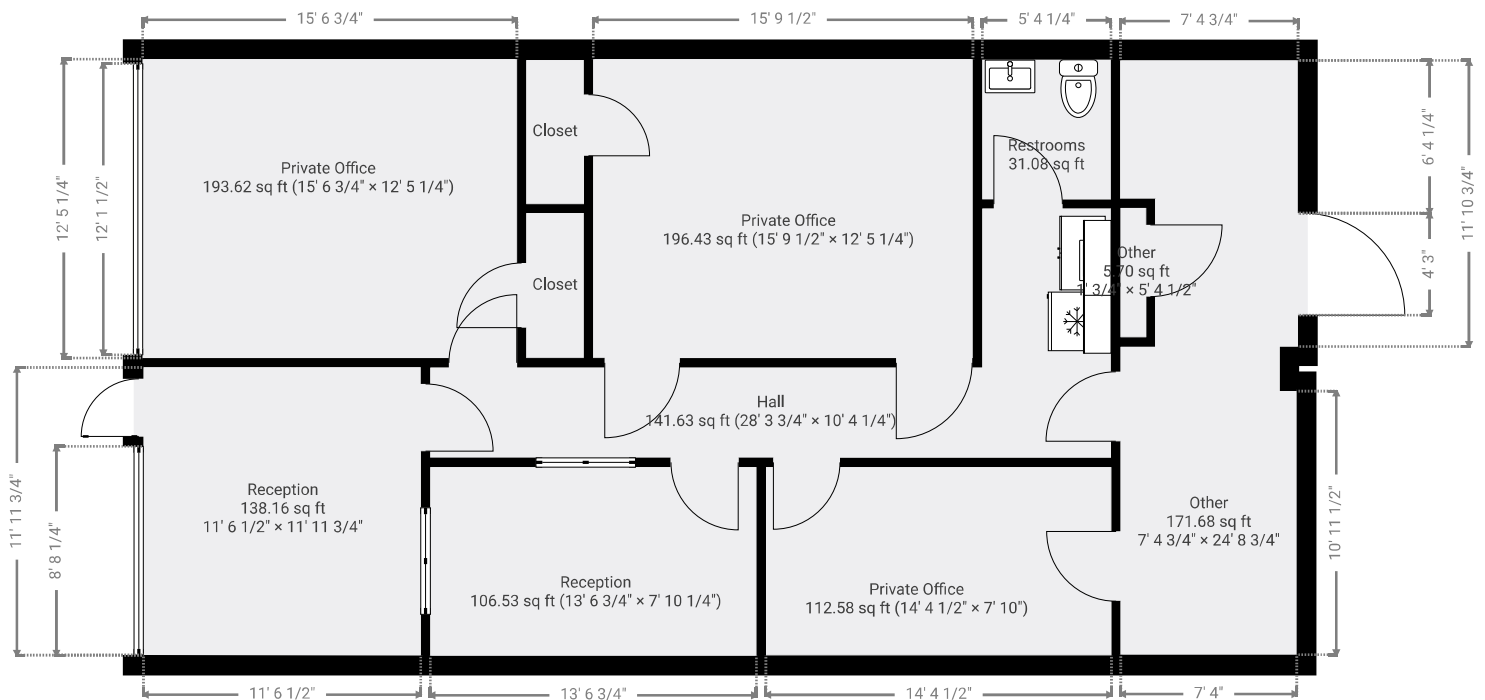 15' 6 3/4"
15' 9 1/2"
5' 4 1/4"
7' 4 3/4"
12' 5 1/4"
12' 1 1/2"
Private Office
193.62 sq ft (15' 6 3/4" × 12' 5 1/4")
Closet
Closet
Private Office
196.43 sq ft (15' 9 1/2" × 12' 5 1/4")
Restrooms
31.08 sq ft
Other
5.70 sq ft
1' 3/4" × 5' 4 1/2"
6' 4 1/4"
4' 3"
11' 10 3/4"
Hall
141.63 sq ft (28' 3 3/4" × 10' 4 1/4")
11' 11 3/4"
8' 8 1/4"
Reception
138.16 sq ft
11' 6 1/2" × 11' 11 3/4"
Reception
106.53 sq ft (13' 6 3/4" × 7' 10 1/4")
Private Office
112.58 sq ft (14' 4 1/2" × 7' 10")
Other
171.68 sq ft
7' 4 3/4" × 24' 8 3/4"
10' 11 1/2"
11' 6 1/2"
13' 6 3/4"
14' 4 1/2"
7' 4"